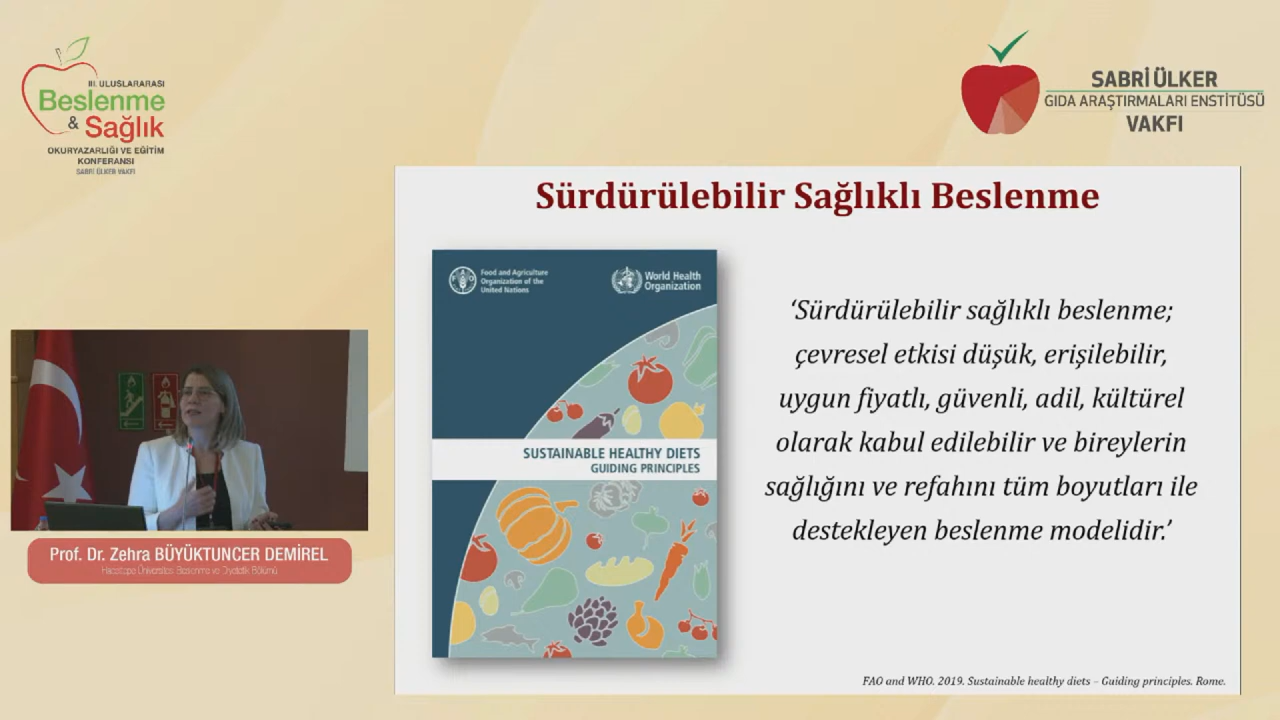 III. ULUSLARARASI
Beslenme
& Sağlık
OKURYAZARLIĞI VE EĞİTİM
KONFERANSI
SABRİ ÜLKER VAKFI
SABRİ ÜLKER
GIDA ARAŞTIRMALARI ENSTİTÜSÜ
VAKFI
Sürdürülebilir Sağlıklı Beslenme
Food and Agriculture
Organization of the
United Nations
World Health
Organization
SUSTAINABLE HEALTHY DIETS
GUIDING PRINCIPLES
‘Sürdürülebilir sağlıklı beslenme;
çevresel etkisi düşük, erişilebilir,
uygun fiyatlı, güvenli, adil, kültürel
olarak kabul edilebilir ve bireylerin
sağlığını ve refahını tüm boyutları ile
destekleyen beslenme modelidir.’
FAO and WHO. 2019. Sustainable healthy diets – Guiding principles. Rome.
Prof. Dr. Zehra BÜYÜKTUNCER DEMİREL
Hacettepe Üniversitesi Beslenme ve Diyetetik Bölümü